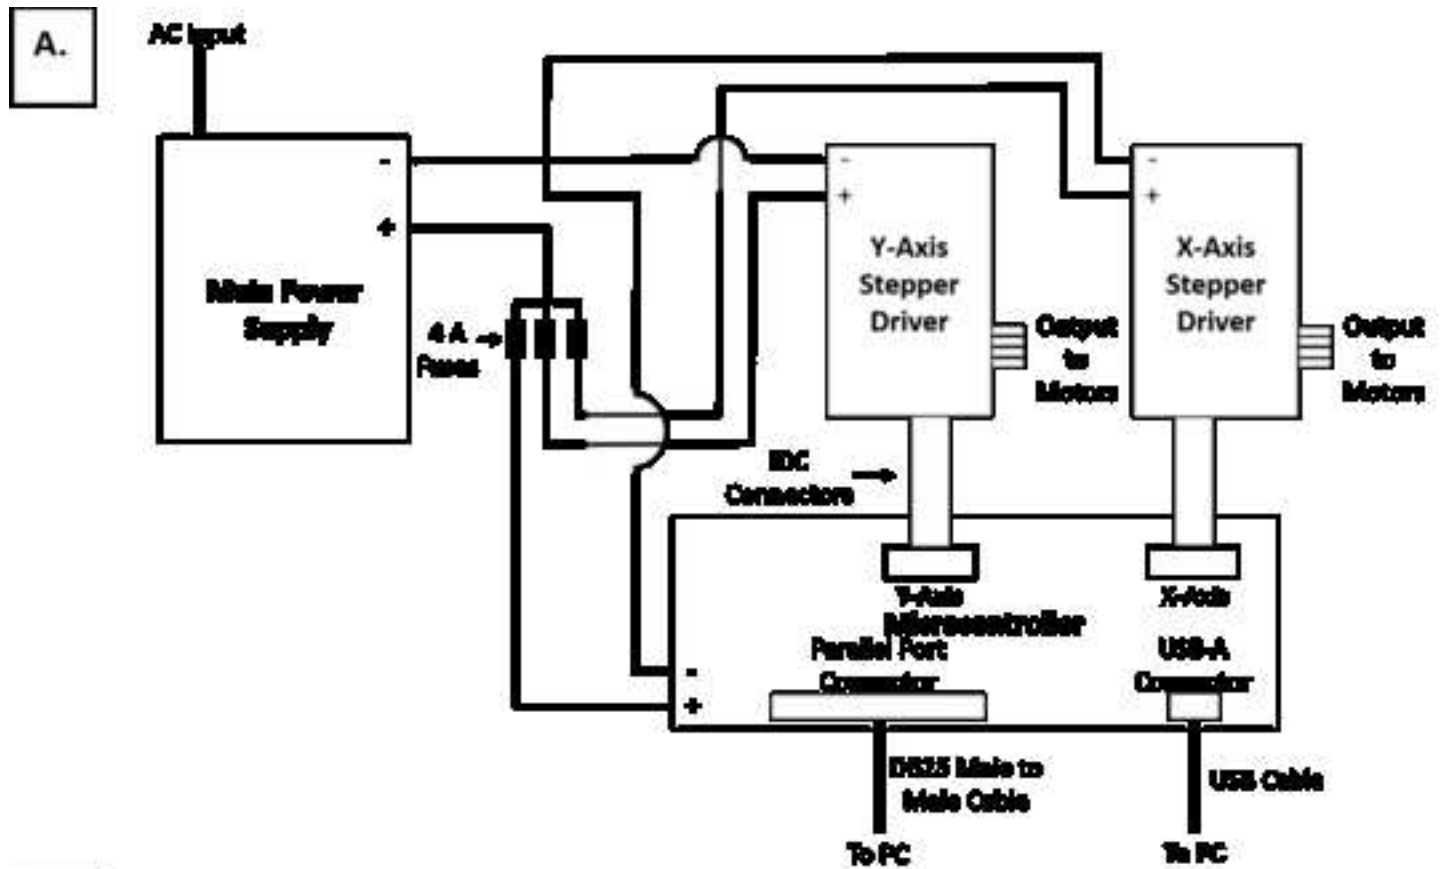 A.
AC Input
-
-
-
+
+
+
Main Power
Supply
Y-Axis
Stepper
Driver
X-Axis
Stepper
Driver
4 A
Fuses
Output
to
Motors
Output
to
Motors
IDC
Connectors
Y-Axis
X-Axis
Microcontroller
Parallel Port
Connector
USB-A
Connector
-
+
DB25 Male to
Male Cable
USB Cable
To PC
To PC